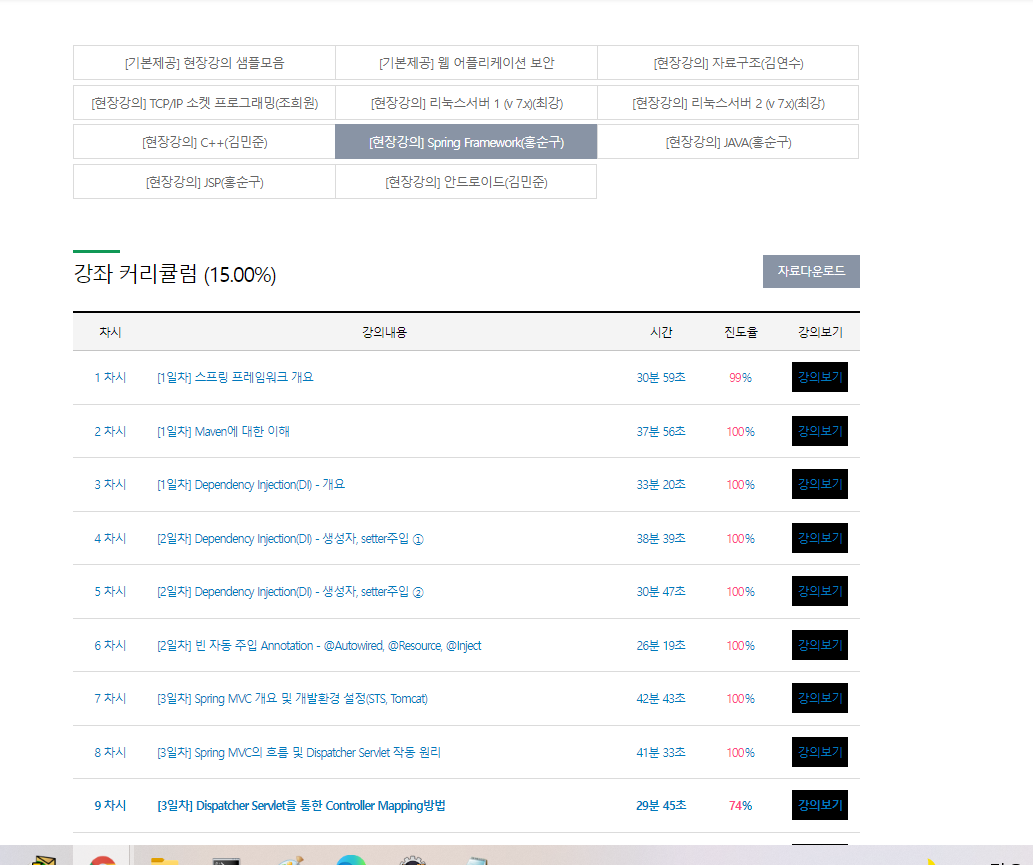 [기본제공] 현장강의 샘플모음 [기본제공] 웹 어플리케이션 보안 [현장강의] 자료구조(김연수)
[현장강의] TCP/IP 소켓 프로그래밍(조희원) [현장강의] 리눅스서버 1 (v 7.x)(최강) [현장강의] 리눅스서버 2 (v 7.x)(최강)
[현장강의] C++(김민준) [현장강의] Spring Framework(홍순구) [현장강의] JAVA(홍순구)
[현장강의] JSP(홍순구) [현장강의] 안드로이드(김민준)
강좌 커리큘럼 (15.00%) 자료다운로드
차시 강의내용 시간 진도율 강의보기
1 차시 [1일차] 스프링 프레임워크 개요 30분 59초 99% 강의보기
2 차시 [1일차] Maven에 대한 이해 37분 56초 100% 강의보기
3 차시 [1일차] Dependency Injection(DI) - 개요 33분 20초 100% 강의보기
4 차시 [2일차] Dependency Injection(DI) - 생성자, setter주입 ① 38분 39초 100% 강의보기
5 차시 [2일차] Dependency Injection(DI) - 생성자, setter주입 ② 30분 47초 100% 강의보기
6 차시 [2일차] 빈 자동 주입 Annotation - @Autowired, @Resource, @Inject 26분 19초 100% 강의보기
7 차시 [3일차] Spring MVC 개요 및 개발환경 설정(STS, Tomcat) 42분 43초 100% 강의보기
8 차시 [3일차] Spring MVC의 흐름 및 Dispatcher Servlet 작동 원리 41분 33초 100% 강의보기
9 차시 [3일차] Dispatcher Servlet을 통한 Controller Mapping방법 29분 45초 74% 강의보기